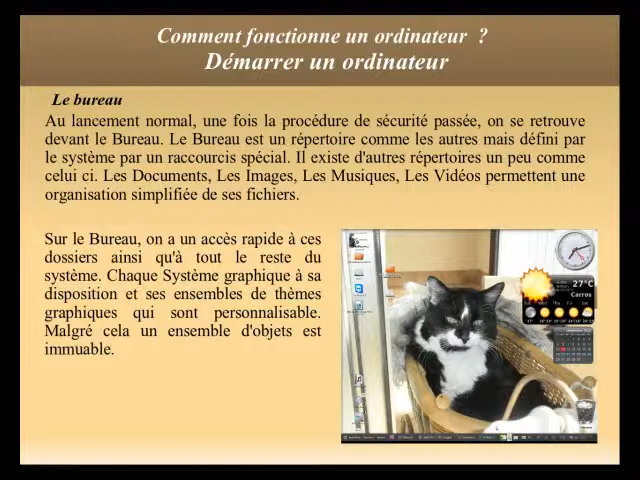 Comment fonctionne un ordinateur ?
Démarrer un ordinateur
Le bureau
Au lancement normal, une fois la procédure de sécurité passée, on se retrouve
devant le Bureau. Le Bureau est un répertoire comme les autres mais défini par
le système par un raccourcis spécial. Il existe d'autres répertoires un peu comme
celui ci. Les Documents, Les Images, Les Musiques, Les Vidéos permettent une
organisation simplifiée de ses fichiers.
Sur le Bureau, on a un accès rapide à ces
dossiers ainsi qu'à tout le reste du
système. Chaque Système graphique à sa
disposition et ses ensembles de thèmes
graphiques qui sont personnalisable.
Malgré cela un ensemble d'objets est
immuable.
27°C
Carros